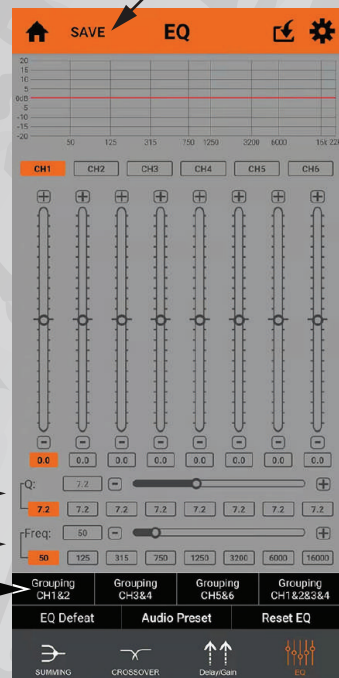 SAVE EQ
20
15
10
5
0dB
-5
-10
-15
-20
50 125 315 750 1250 3200 6000 16k 22k
CH1 CH2 CH3 CH4 CH5 CH6
0.0 0.0 0.0 0.0 0.0 0.0 0.0 0.0
Q: 7.2
7.2 7.2 7.2 7.2 7.2 7.2 7.2 7.2
Freq: 50
50 125 315 750 1250 3200 6000 16000
Grouping Grouping Grouping Grouping
CH1&2 CH3&4 CH5&6 CH1&2&3&4
EQ Defeat Audio Preset Reset EQ
SUMMING CROSSOVER Delay/Gain EQ